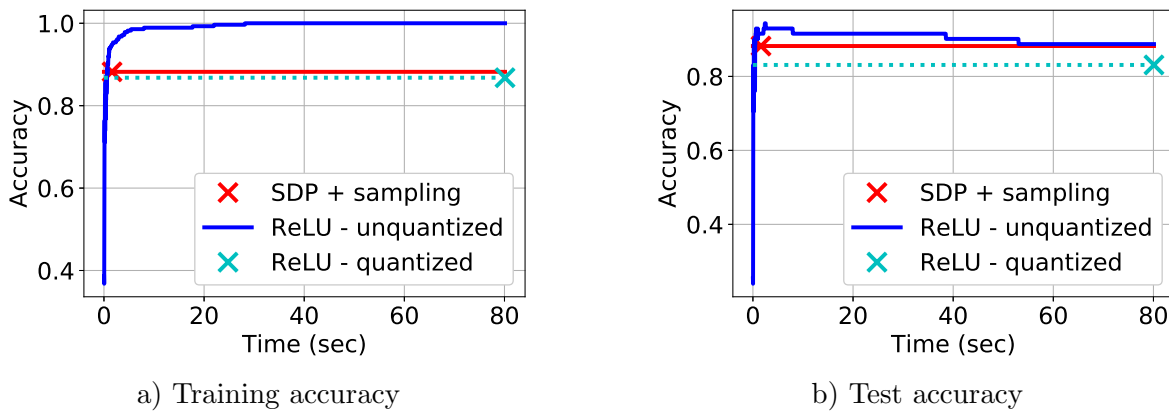 1.0
0.8
0.6
0.4
Accuracy
SDP + sampling
ReLU - unquantized
ReLU - quantized
0 20 40 60 80
Time (sec)
a) Training accuracy
0.8
0.6
0.4
Accuracy
SDP + sampling
ReLU - unquantized
ReLU - quantized
0 20 40 60 80
Time (sec)
b) Test accuracy